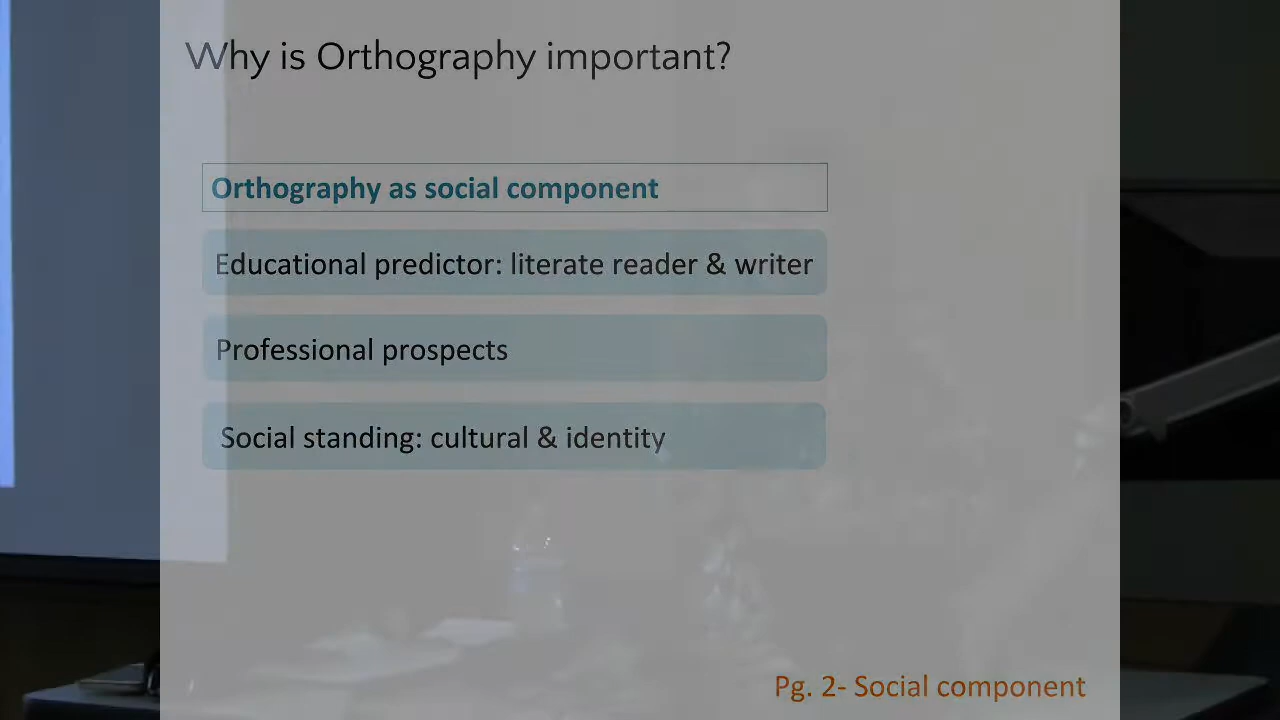 Why is Orthography important?
Orthography as social component
Educational predictor: literate reader & writer
Professional prospects
Social standing: cultural & identity
Pg. 2- Social component